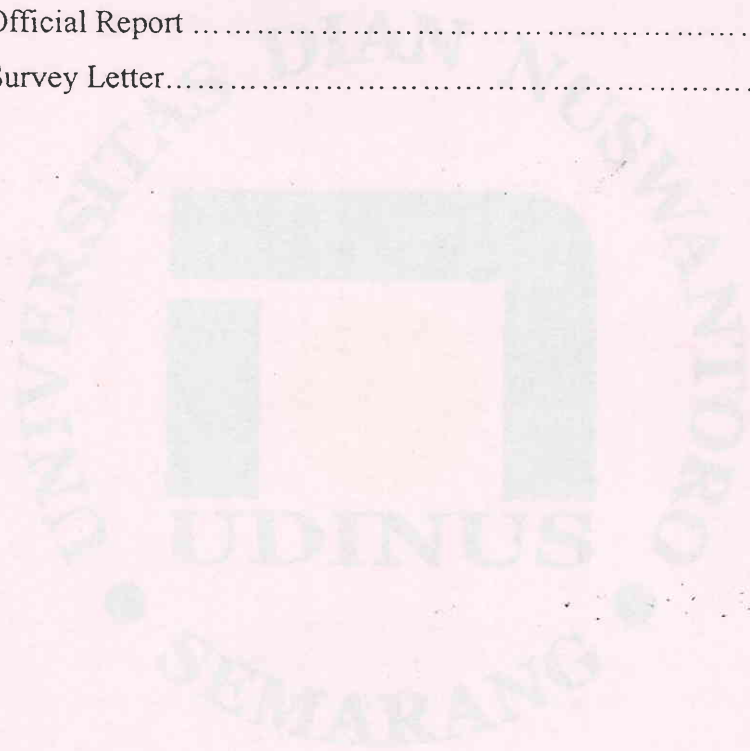 Official Report ........................................................
Survey Letter...........................................................
UNIVERSITAS DIAN NUSWANTORO
UDINUS
SEMARANG